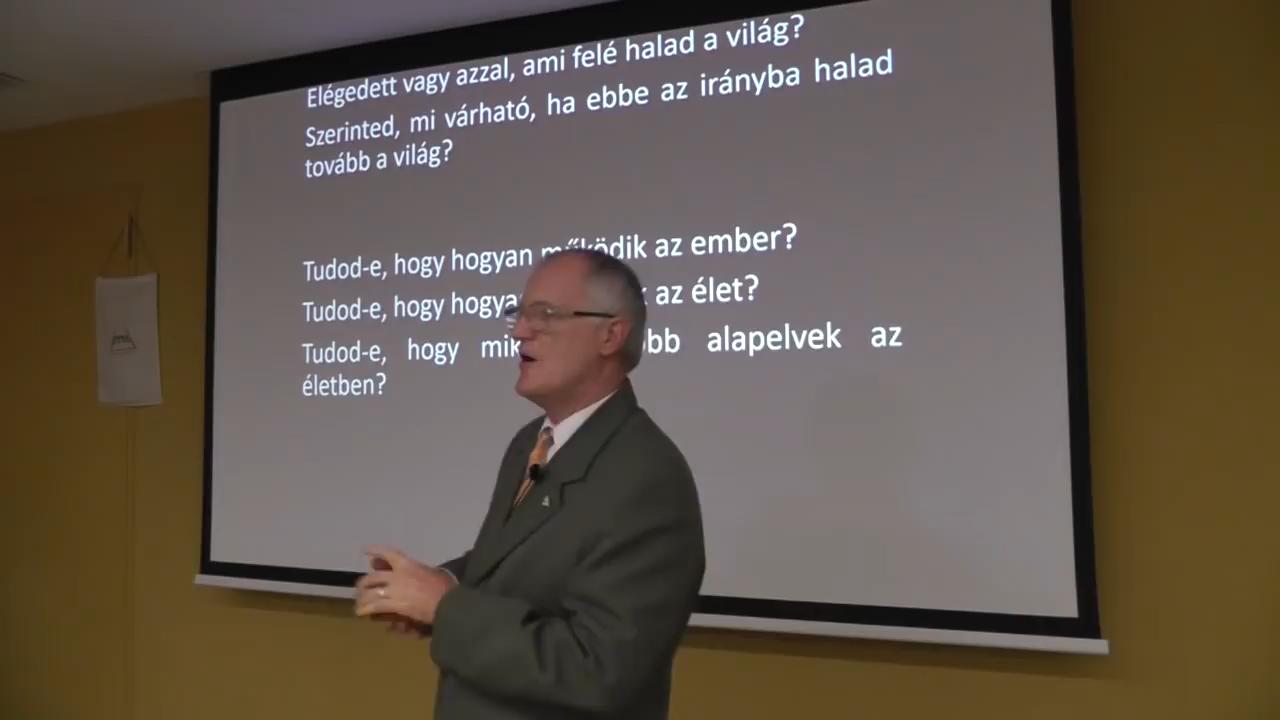 Elégedett vagy azzal, ami felé halad a világ?
Szerinted, mi várható, ha ebbe az irányba halad
tovább a világ?
Tudod-e, hogy hogyan működik az ember?
Tudod-e, hogy az élet?
Tudod-e, hogy alapelvek az
életben?